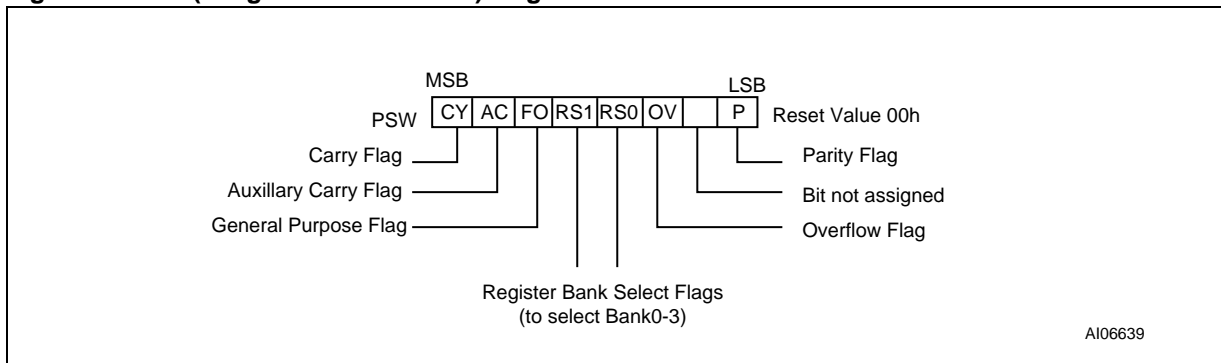 MSB
LSB
PSW CY AC FO RS1 RS0 OV P Reset Value 00h
Carry Flag
Parity Flag
Auxillary Carry Flag
Bit not assigned
General Purpose Flag
Overflow Flag
Register Bank Select Flags
(to select Bank0-3)
AI06639